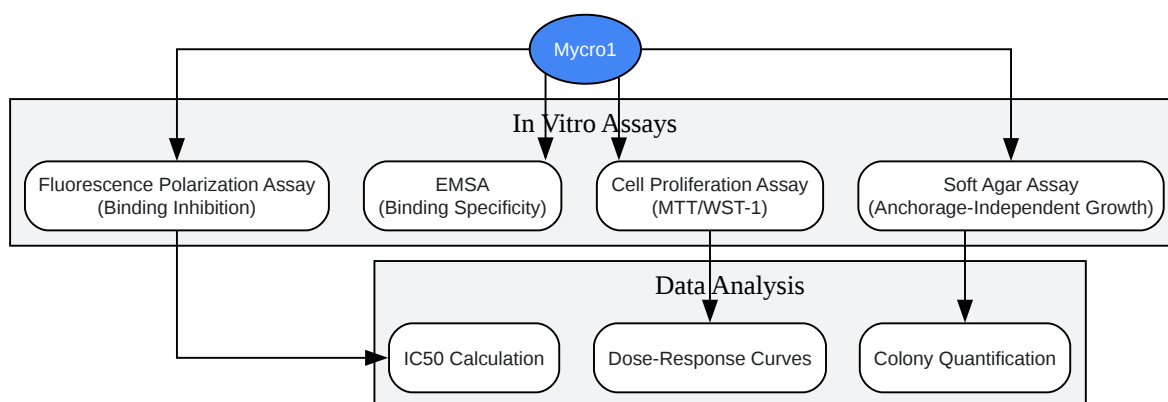 Mycro1
In Vitro Assays
Fluorescence Polarization Assay
(Binding Inhibition)
EMSA
(Binding Specificity)
Cell Proliferation Assay
(MTT/WST-1)
Soft Agar Assay
(Anchorage-Independent Growth)
Data Analysis
IC50 Calculation
Dose-Response Curves
Colony Quantification